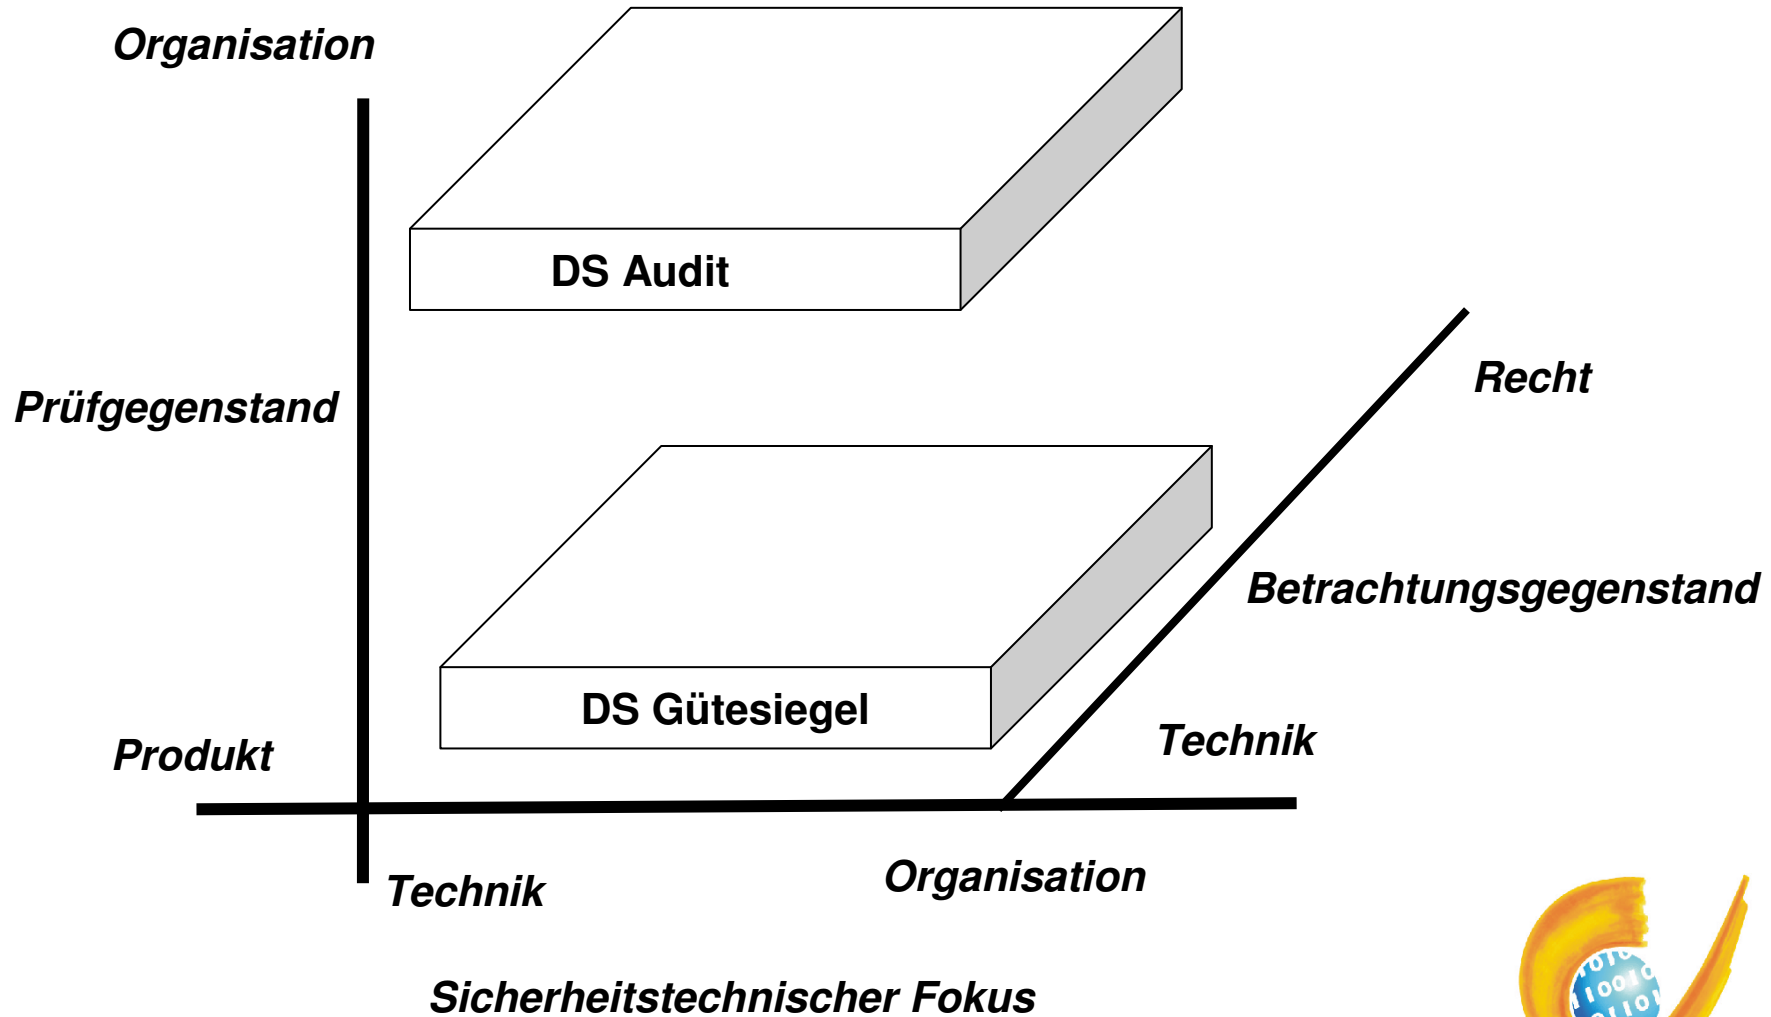 Organisation
DS Audit
Recht
Prüfgegenstand
Betrachtungsgegenstand
DS Gütesiegel
Technik
Produkt
Organisation
Technik
Sicherheitstechnischer Fokus